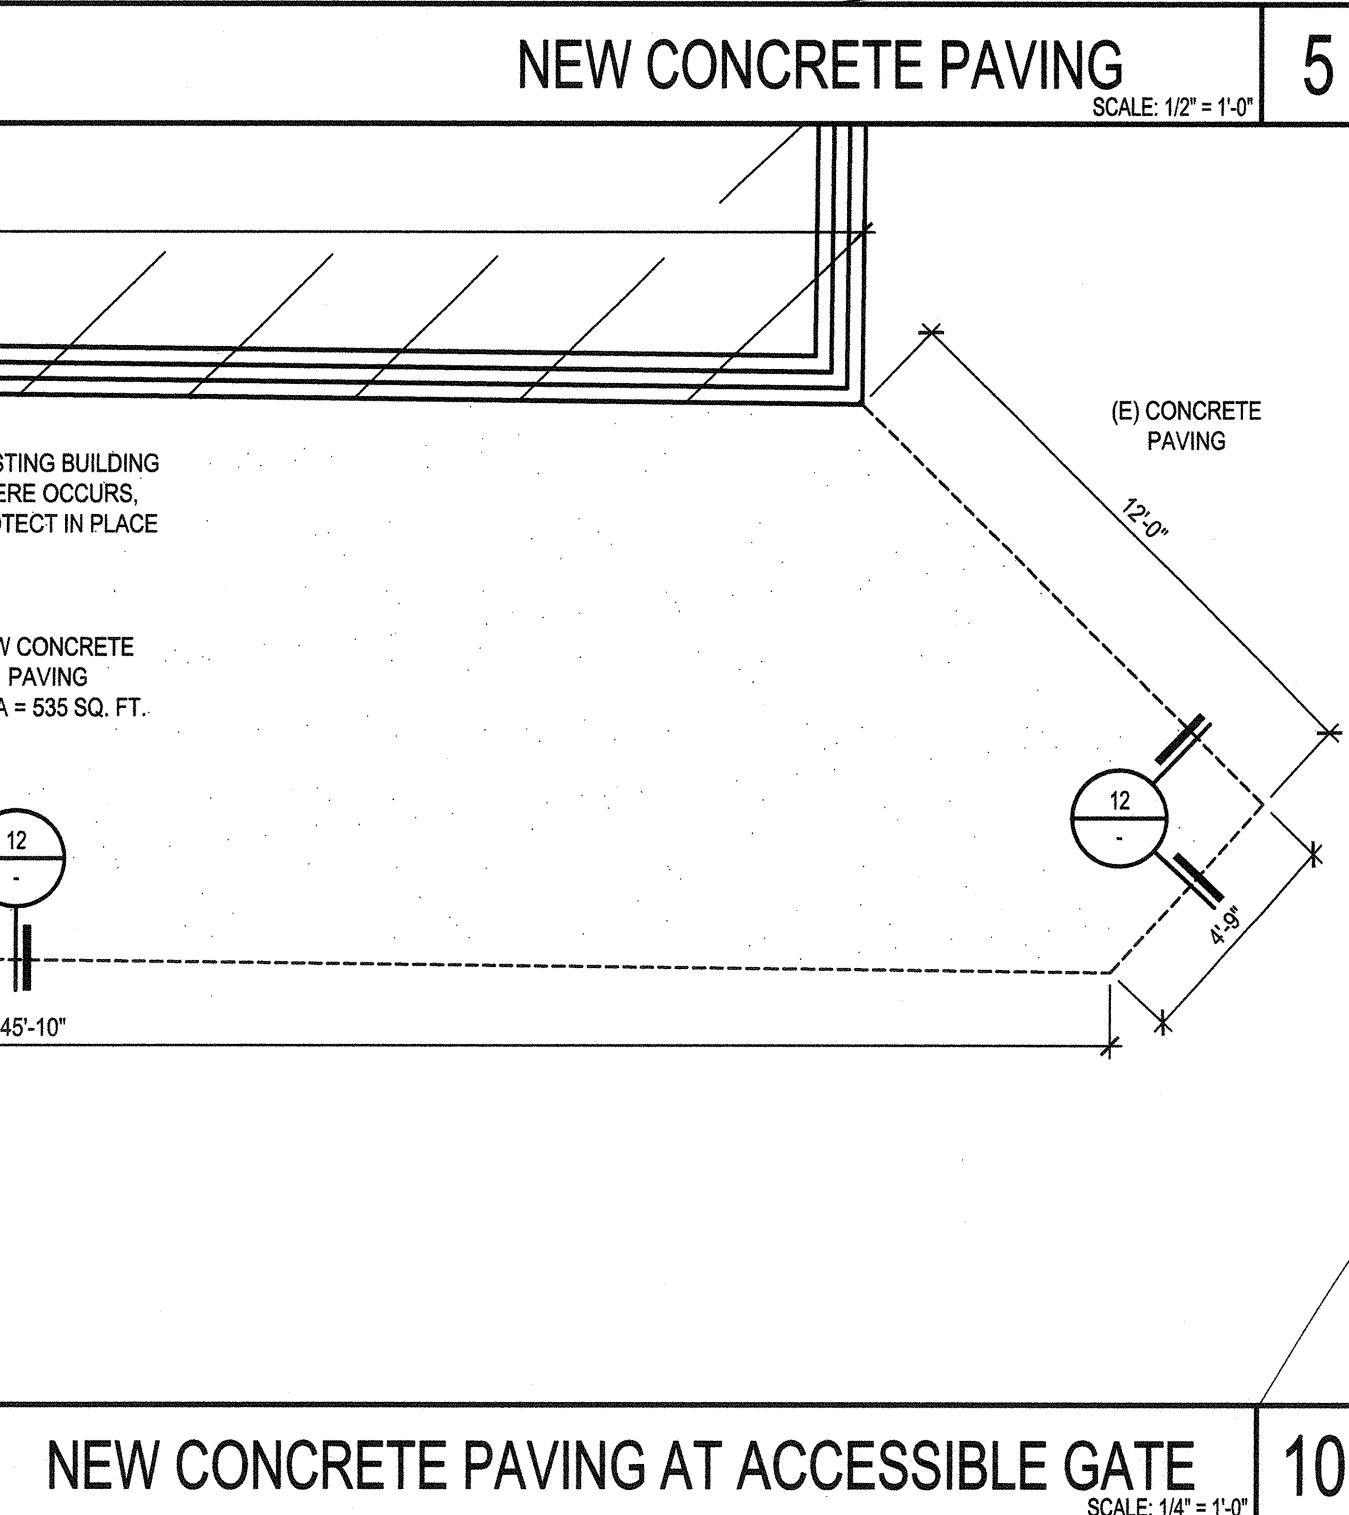 NEW CONCRETE PAVING
SCALE: 1/2" = 1'-0"
5
(E) CONCRETE
PAVING
12'-0"
STING BUILDING
ERE OCCURS,
OTECT IN PLACE
W CONCRETE
PAVING
A = 535 SQ. FT.
12
-
12
-
4'-9"
45'-10"
NEW CONCRETE PAVING AT ACCESSIBLE GATE
SCALE: 1/4" = 1'-0"
10